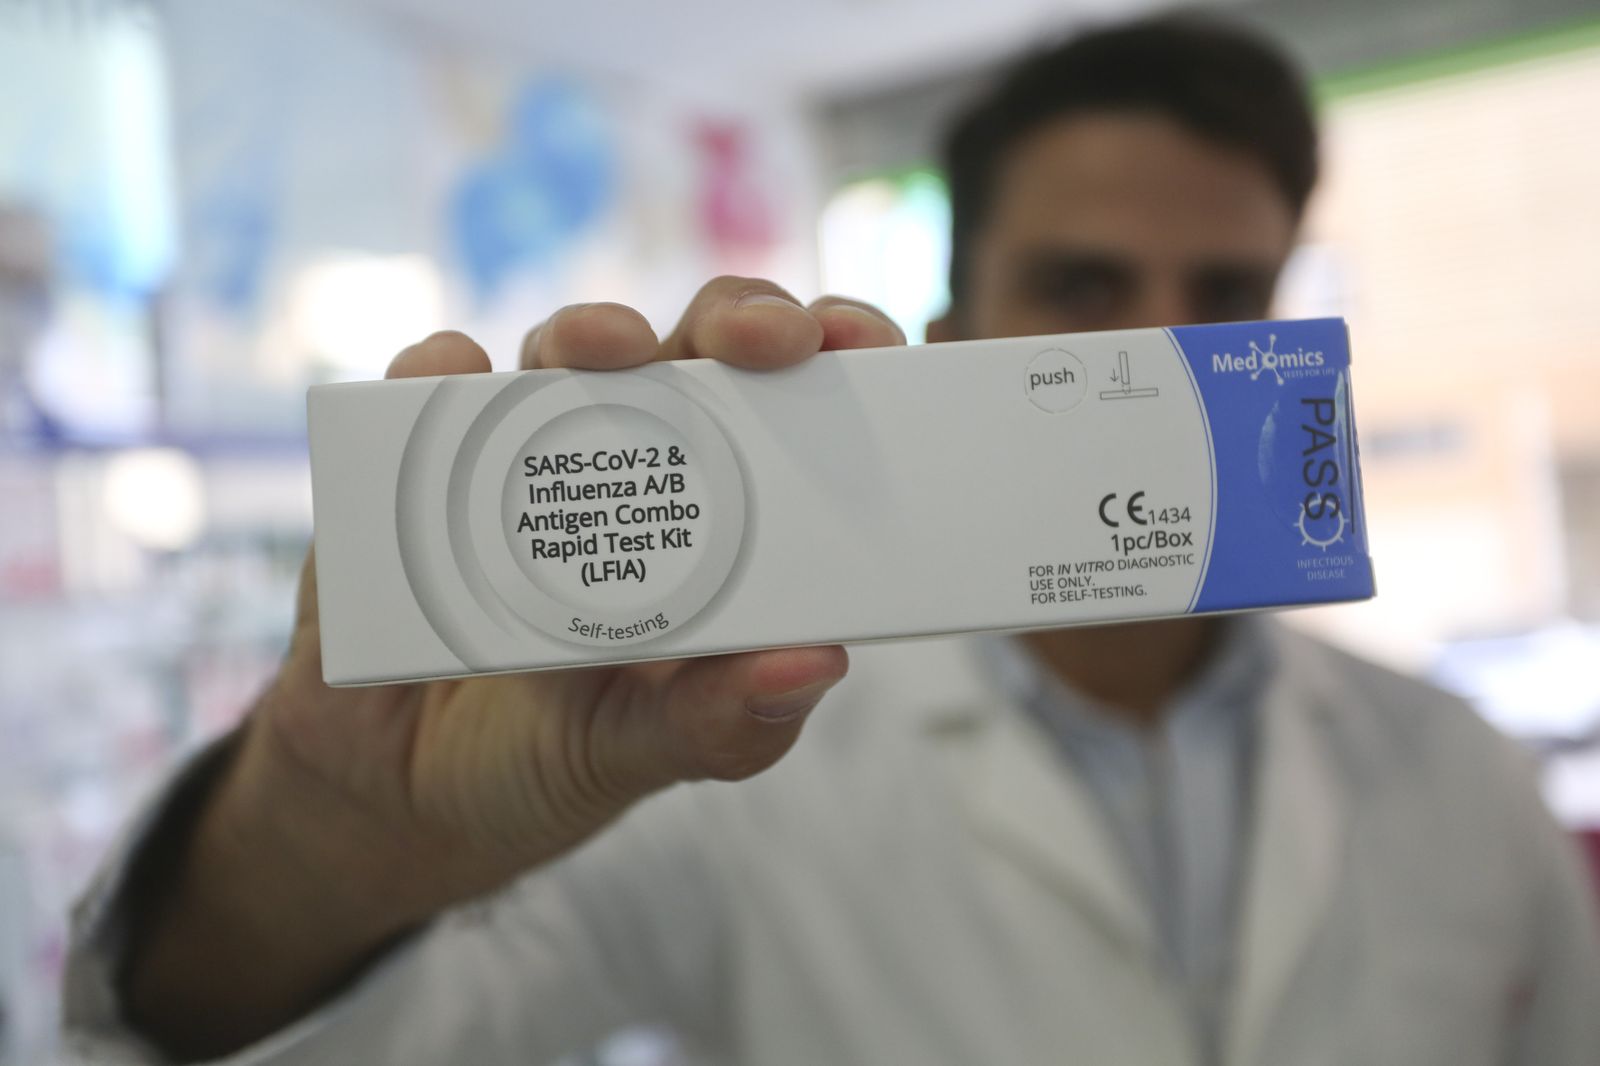 SARS-CoV-2 &
Influenza A/B
Antigen Combo
Rapid Test Kit
(LFIA)
Self-testing
push
CE1434
1pc/Box
FOR IN VITRO DIAGNOSTIC
USE ONLY.
FOR SELF-TESTING.
MedOmics
TESTS FOR LIFE
PASS
INFECTIOUS
DISEASE